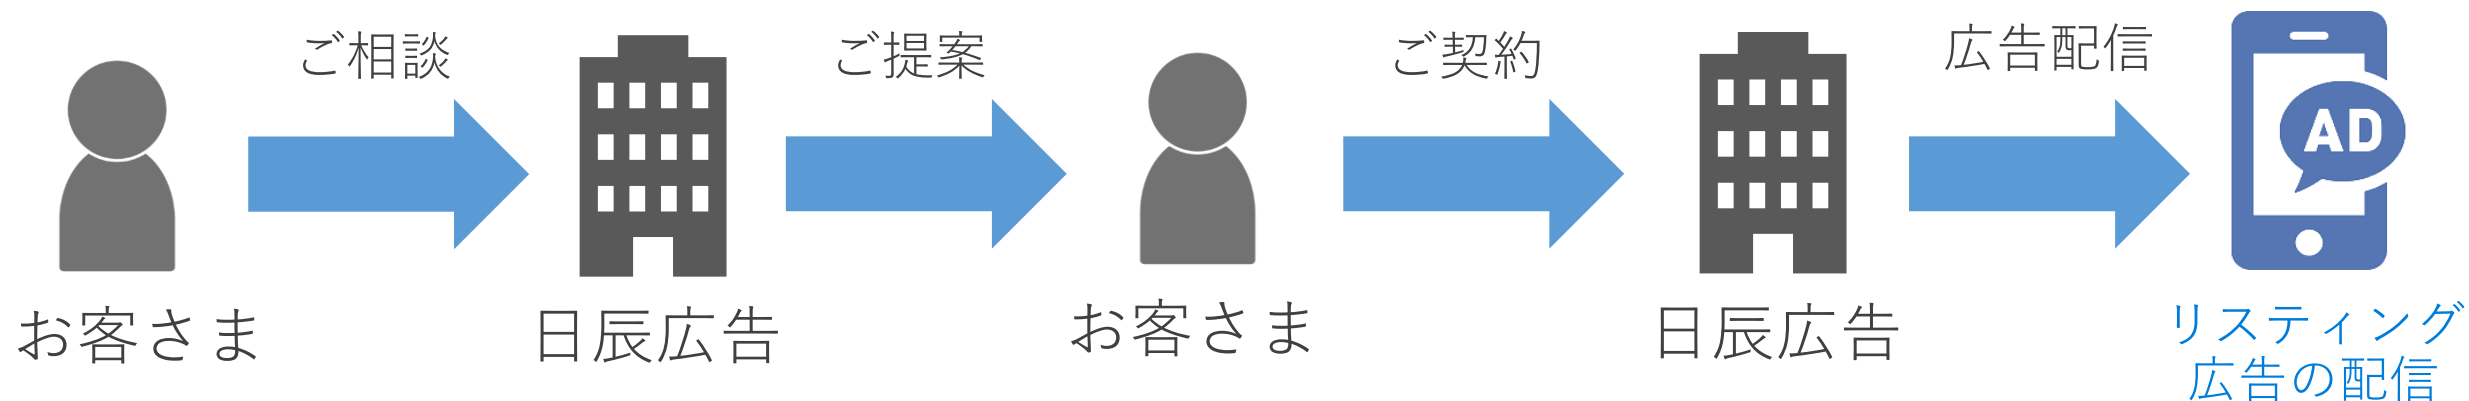 ご相談
ご提案
ご契約
広告配信
AD
お客さま
日辰広告
お客さま
日辰広告
リスティング
広告の配信